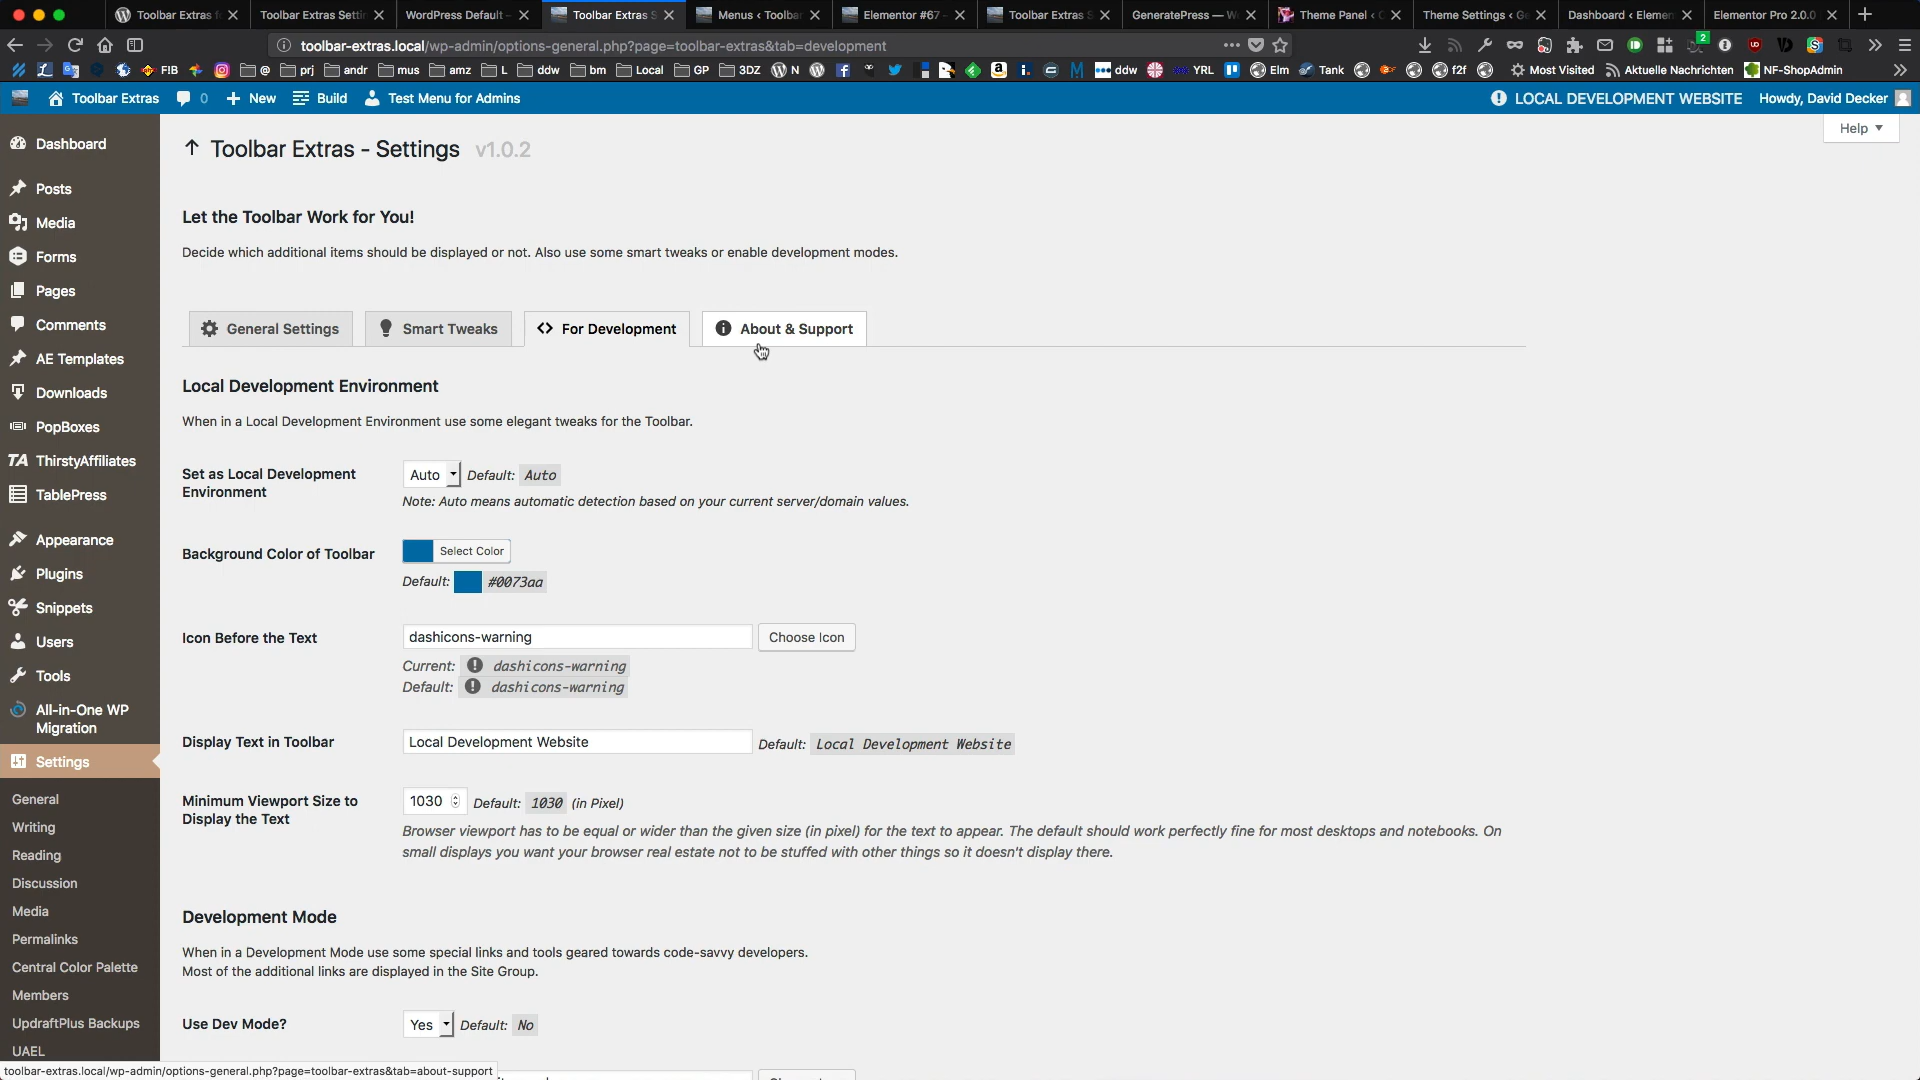 Toolbar Extras f
Toolbar Extras Settin
WordPress Default -
Toolbar Extras S
Menus ‹ Toolba
Elementor #67 -
Toolbar Extras S
GeneratePress — W
Theme Panel ‹ O
Theme Settings ‹ G
Dashboard ‹ Elemen
Elementor Pro 2.0.0
toolbar-extras.local/wp-admin/options-general.php?page=toolbar-extras&tab=development
2
FIB
@
prj
andr
mus
amz
L
ddw
bm
Local
GP
3DZ
N
ddw
YRL
Elm
Tank
f2f
Most Visited
Aktuelle Nachrichten
NF-ShopAdmin
Toolbar Extras
0
New
Build
Test Menu for Admins
LOCAL DEVELOPMENT WEBSITE
Howdy, David Decker
Help
Dashboard
Posts
Media
Forms
Pages
Comments
AE Templates
Downloads
PopBoxes
TA ThirstyAffiliates
TablePress
Appearance
Plugins
Snippets
Users
Tools
All-in-One WP
Migration
Settings
General
Writing
Reading
Discussion
Media
Permalinks
Central Color Palette
Members
UpdraftPlus Backups
UAEL
Toolbar Extras - Settings v1.0.2
Let the Toolbar Work for You!
Decide which additional items should be displayed or not. Also use some smart tweaks or enable development modes.
General Settings
Smart Tweaks
For Development
About & Support
Local Development Environment
When in a Local Development Environment use some elegant tweaks for the Toolbar.
Set as Local Development
Environment
Auto Default: Auto
Note: Auto means automatic detection based on your current server/domain values.
Background Color of Toolbar
Select Color
Default: #0073aa
Icon Before the Text
dashicons-warning
Choose Icon
Current: dashicons-warning
Default: dashicons-warning
Display Text in Toolbar
Local Development Website
Default: Local Development Website
Minimum Viewport Size to
Display the Text
1030 Default: 1030 (in Pixel)
Browser viewport has to be equal or wider than the given size (in pixel) for the text to appear. The default should work perfectly fine for most desktops and notebooks. On
small displays you want your browser real estate not to be stuffed with other things so it doesn't display there.
Development Mode
When in a Development Mode use some special links and tools geared towards code-savvy developers.
Most of the additional links are displayed in the Site Group.
Use Dev Mode?
Yes Default: No
toolbar-extras.local/wp-admin/options-general.php?page=toolbar-extras&tab=about-support